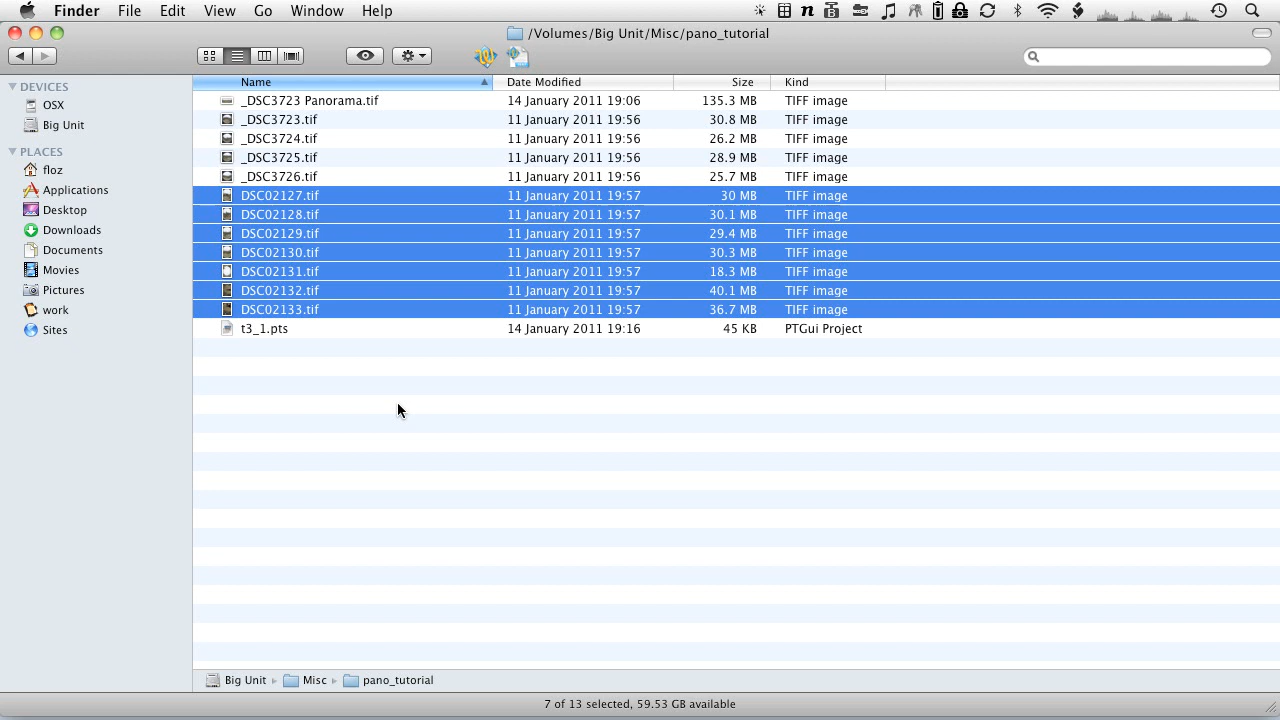 Finder File Edit View Go Window Help
/Volumes/Big Unit/Misc/pano_tutorial
DEVICES
OSX
Big Unit
PLACES
floz
Applications
Desktop
Downloads
Documents
Movies
Pictures
work
Sites
Name Date Modified Size Kind
_DSC3723 Panorama.tif 14 January 2011 19:06 135.3 MB TIFF image
_DSC3723.tif 11 January 2011 19:56 30.8 MB TIFF image
_DSC3724.tif 11 January 2011 19:56 26.2 MB TIFF image
_DSC3725.tif 11 January 2011 19:56 28.9 MB TIFF image
_DSC3726.tif 11 January 2011 19:56 25.7 MB TIFF image
DSC02127.tif 11 January 2011 19:57 30 MB TIFF image
DSC02128.tif 11 January 2011 19:57 30.1 MB TIFF image
DSC02129.tif 11 January 2011 19:57 29.4 MB TIFF image
DSC02130.tif 11 January 2011 19:57 30.3 MB TIFF image
DSC02131.tif 11 January 2011 19:57 18.3 MB TIFF image
DSC02132.tif 11 January 2011 19:57 40.1 MB TIFF image
DSC02133.tif 11 January 2011 19:57 36.7 MB TIFF image
t3_1.pts 14 January 2011 19:16 45 KB PTGui Project
Big Unit Misc pano_tutorial
7 of 13 selected, 59.53 GB available